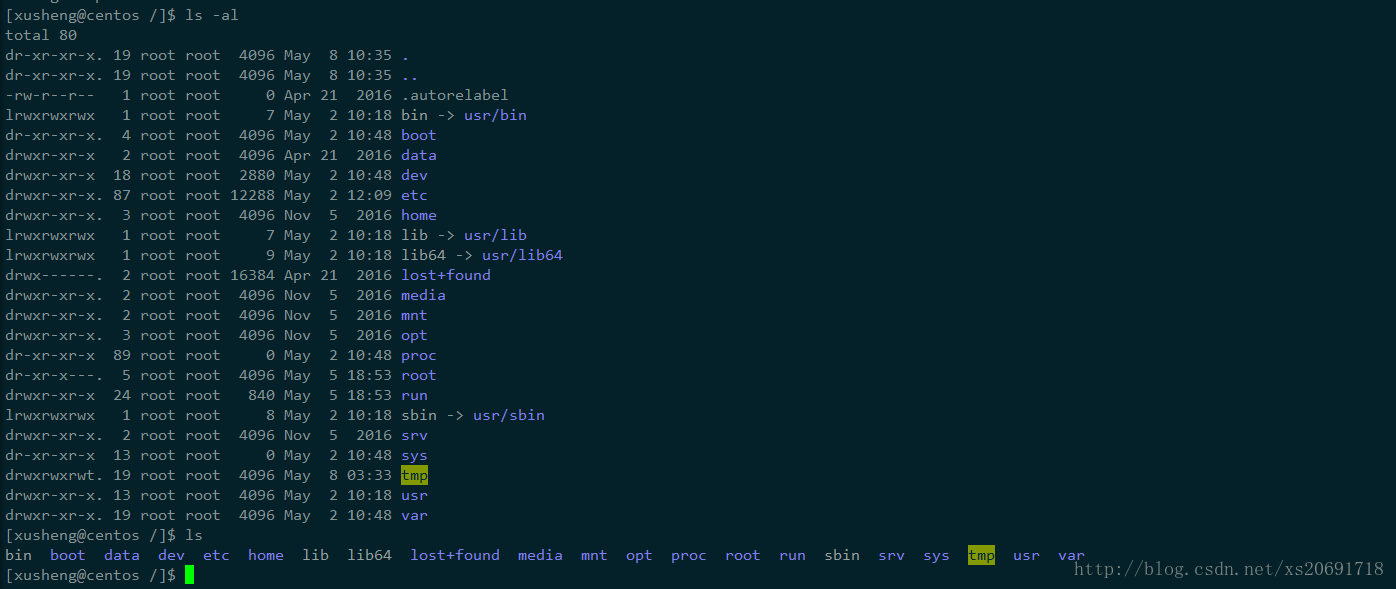 [xusheng@centos /]$ ls -al
total 80
dr-xr-xr-x. 19 root root  4096 May  8 10:35 .
dr-xr-xr-x. 19 root root  4096 May  8 10:35 ..
-rw-r--r--   1 root root     0 Apr 21  2016 .autorelabel
lrwxrwxrwx   1 root root     7 May  2 10:18 bin -> usr/bin
dr-xr-xr-x.  4 root root  4096 May  2 10:48 boot
drwxr-xr-x   2 root root  4096 Apr 21  2016 data
drwxr-xr-x  18 root root  2880 May  2 10:48 dev
drwxr-xr-x. 87 root root 12288 May  2 12:09 etc
drwxr-xr-x.  3 root root  4096 Nov  5  2016 home
lrwxrwxrwx   1 root root     7 May  2 10:18 lib -> usr/lib
lrwxrwxrwx   1 root root     9 May  2 10:18 lib64 -> usr/lib64
drwx------.  2 root root 16384 Apr 21  2016 lost+found
drwxr-xr-x.  2 root root  4096 Nov  5  2016 media
drwxr-xr-x.  2 root root  4096 Nov  5  2016 mnt
drwxr-xr-x.  3 root root  4096 Nov  5  2016 opt
dr-xr-xr-x  89 root root     0 May  2 10:48 proc
dr-xr-x---.  5 root root  4096 May  5 18:53 root
drwxr-xr-x  24 root root   840 May  5 18:53 run
lrwxrwxrwx   1 root root     8 May  2 10:18 sbin -> usr/sbin
drwxr-xr-x.  2 root root  4096 Nov  5  2016 srv
dr-xr-xr-x  13 root root     0 May  2 10:48 sys
drwxrwxrwt. 19 root root  4096 May  8 03:33 tmp
drwxr-xr-x. 13 root root  4096 May  2 10:18 usr
drwxr-xr-x. 19 root root  4096 May  2 10:48 var
[xusheng@centos /]$ ls
bin  boot  data  dev  etc  home  lib  lib64  lost+found  media  mnt  opt  proc  root  run  sbin  srv  sys  tmp  usr  var
[xusheng@centos /]$
http://blog.csdn.net/xs20691718